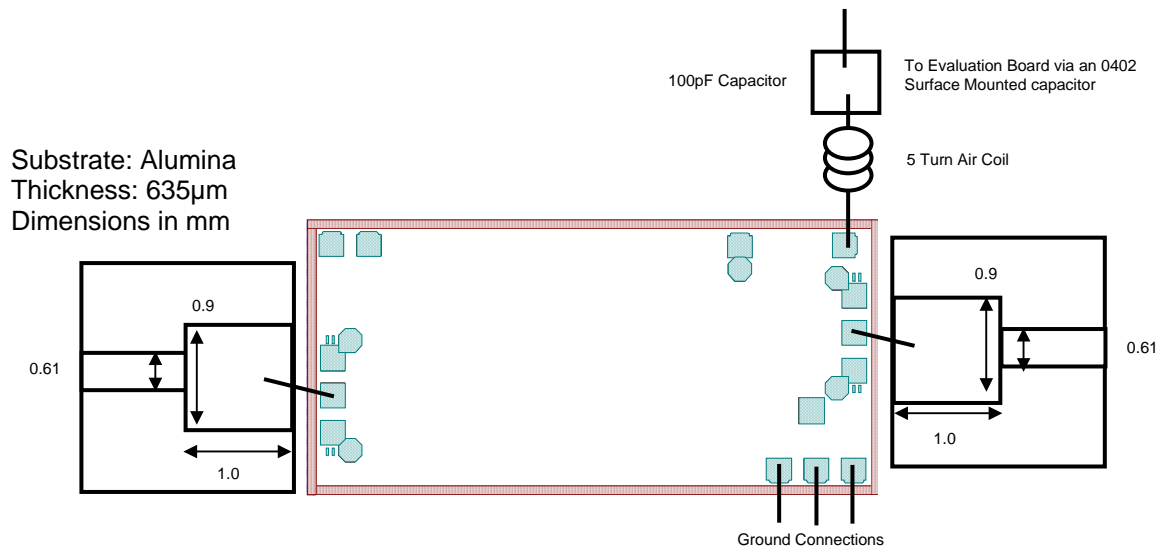 To Evaluation Board via an 0402
Surface Mounted capacitor
100pF Capacitor
5 Turn Air Coil
Substrate: Alumina
Thickness: 635µm
Dimensions in mm
0.9
0.61
1.0
0.9
0.61
1.0
Ground Connections